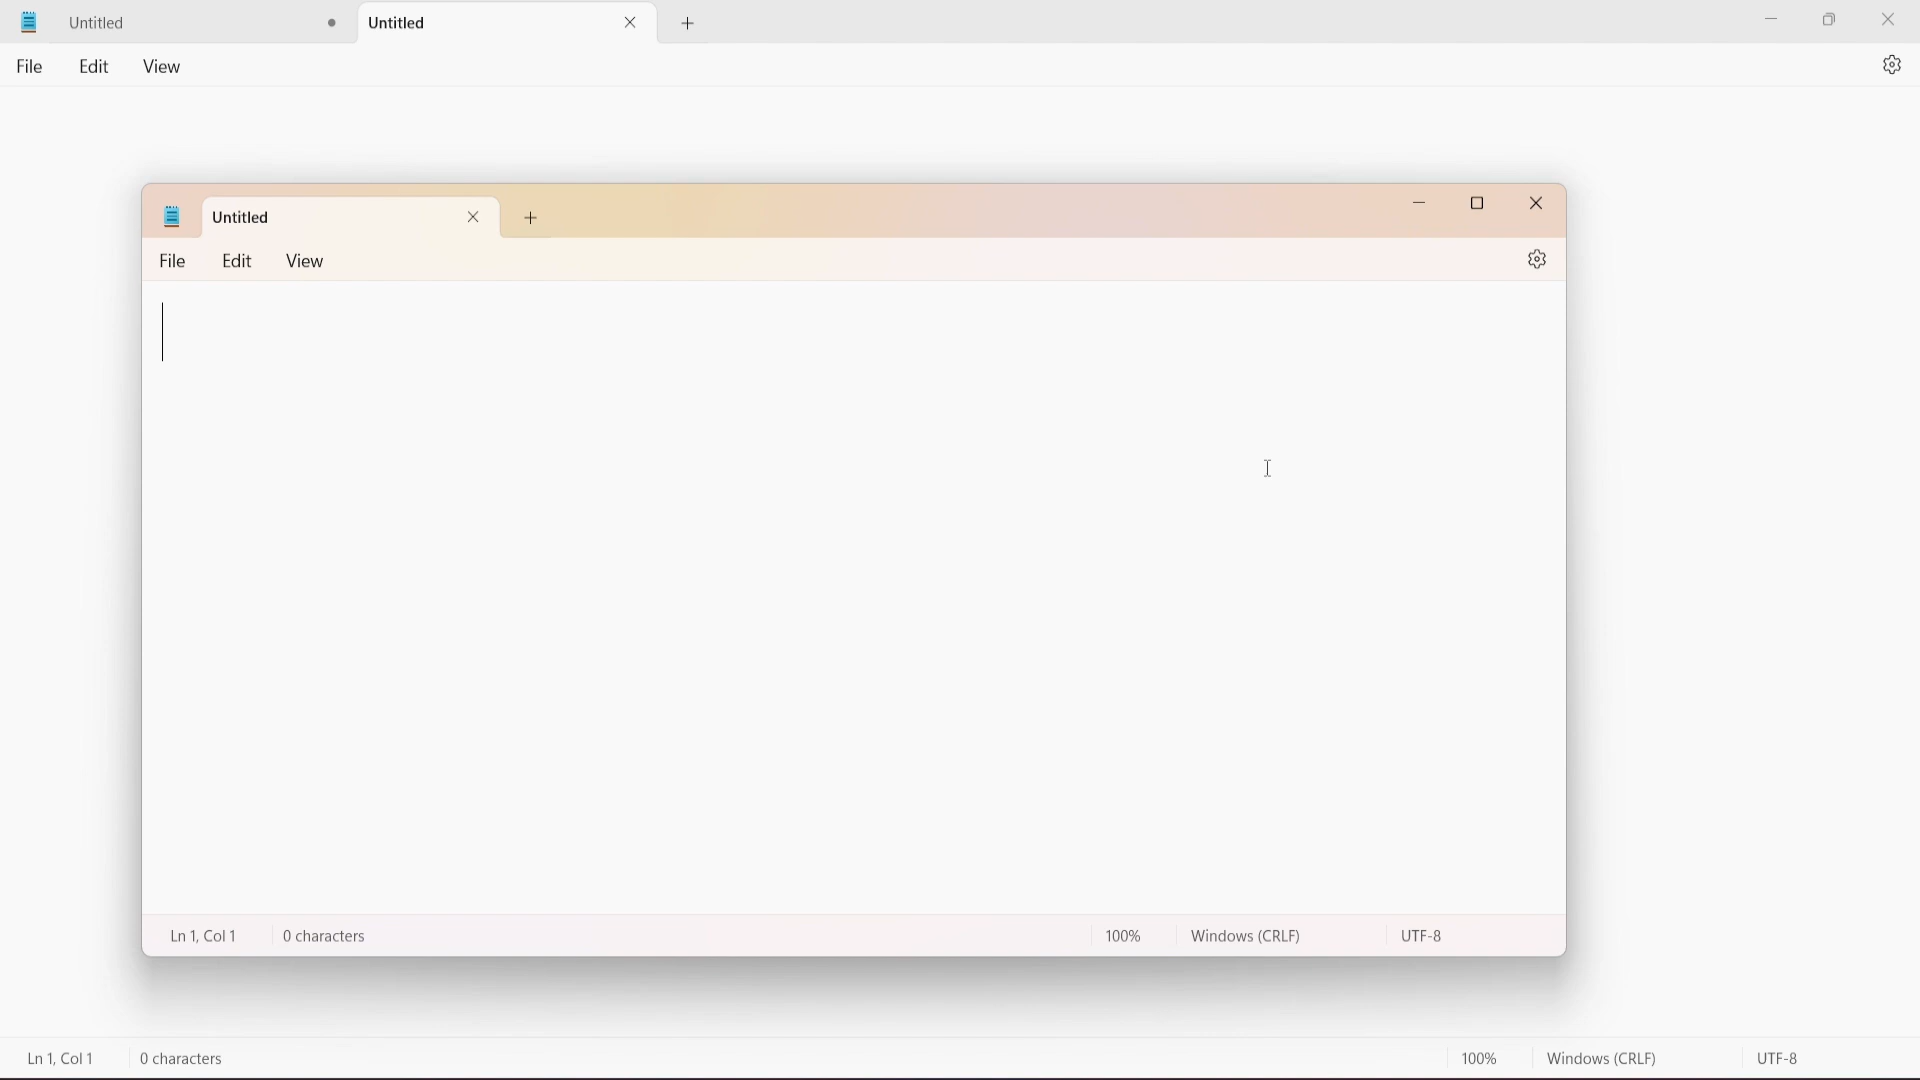 Untitled
Untitled
File Edit View
Untitled
File Edit View
Ln 1, Col 1 0 characters 100% Windows (CRLF) UTF-8
Ln 1, Col 1 0 characters 100% Windows (CRLF) UTF-8